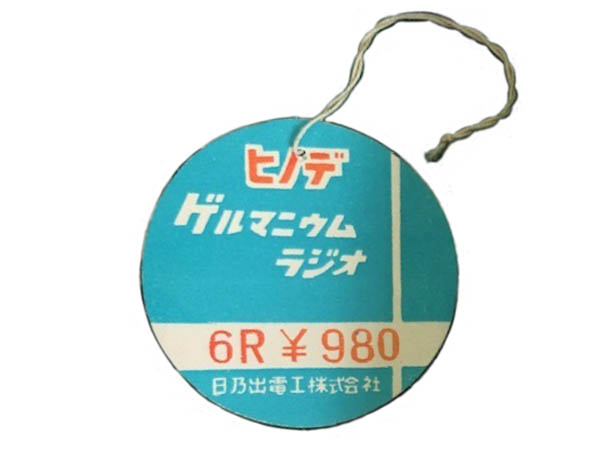 ヒノデ
ゲルマニウム
ラジオ
6R ¥ 980
日乃出電工株式会社